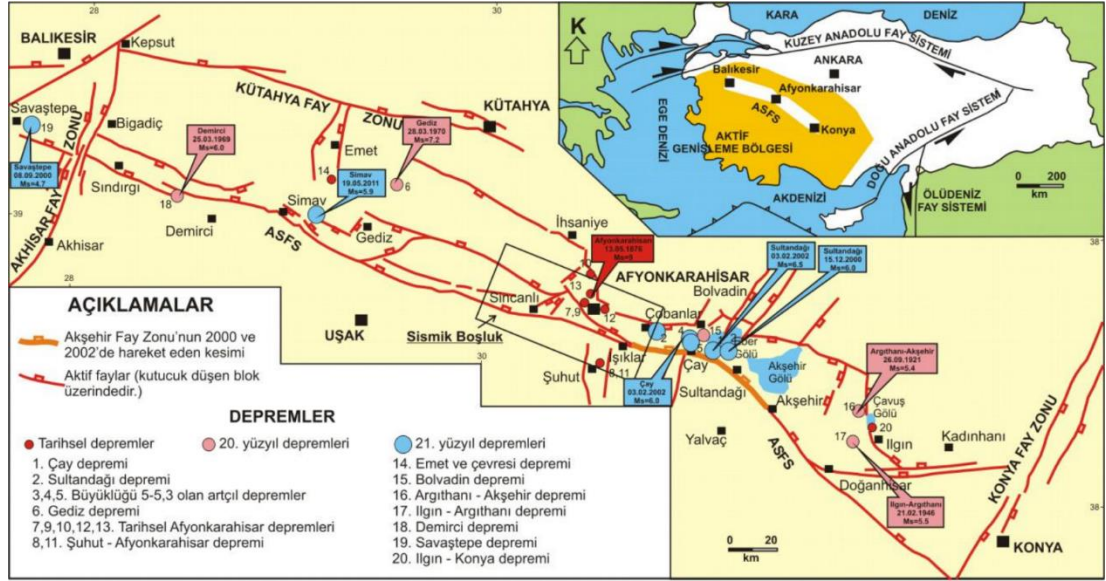 28
30
BALIKESİR
Kepsut
Savaştepe
19
Bigadiç
Savaştepe
08.09.2000
Ms=4.7
AKHİSAR FAY ZONU
Sındırgı
Demirci
25.03.1969
Ms=6.0
18
Demirci
39
Akhisar
28
KÜTAHYA FAY ZONU
KÜTAHYA
Emet
14
Gediz
28.03.1970
Ms=7.2
6
Simav
19.05.2011
Ms=5.9
Simav
ASFS
Gediz
UŞAK
30
İhsaniye
13
7,9
12
AFYONKARAHİSAR
Sincanlı
Sismik Boşluk
Şuhut
Işıklar
8,11
Çobanlar
2
Bolvadin
4
15
5
Çay
Çay
03.02.2002
Ms=6.0
Sultandağı
03.02.2002
Ms=6.5
Sultandağı
15.12.2000
Ms=6.0
Eber
Gölü
Akşehir
Gölü
Sultandağı
Akşehir
Yalvaç
ASFS
Argıthanı-Akşehir
26.09.1921
Ms=5.4
16
Çavuş
Gölü
20
17
Ilgın
Kadınhanı
Doğanhisar
Ilgın-Argıthanı
21.02.1946
Ms=5.5
KONYA FAY ZONU
KONYA
38
38
0 20
km
K
KARA DENİZ
KUZEY ANADOLU FAY SİSTEMİ
ANKARA
Balıkesir
Afyonkarahisar
ASFS
Konya
EGE DENİZİ
AKTİF
GENİŞLEME BÖLGESİ
DOĞU ANADOLU FAY SİSTEM
AKDENİZİ
ÖLÜDENİZ
FAY SİSTEMİ
0 200
km
AÇIKLAMALAR
Akşehir Fay Zonu'nun 2000 ve
2002'de hareket eden kesimi
Aktif faylar (kutucuk düşen blok
üzerindedir.)
DEPREMLER
Tarihsel depremler
20. yüzyıl depremleri
21. yüzyıl depremleri
1. Çay depremi
2. Sultandağı depremi
3,4,5. Büyüklüğü 5-5,3 olan artçıl depremler
6. Gediz depremi
7,9,10,12,13. Tarihsel Afyonkarahisar depremleri
8,11. Şuhut - Afyonkarahisar depremi
14. Emet ve çevresi depremi
15. Bolvadin depremi
16. Argıthanı - Akşehir depremi
17. Ilgın - Argıthanı depremi
18. Demirci depremi
19. Savaştepe depremi
20. Ilgın - Konya depremi